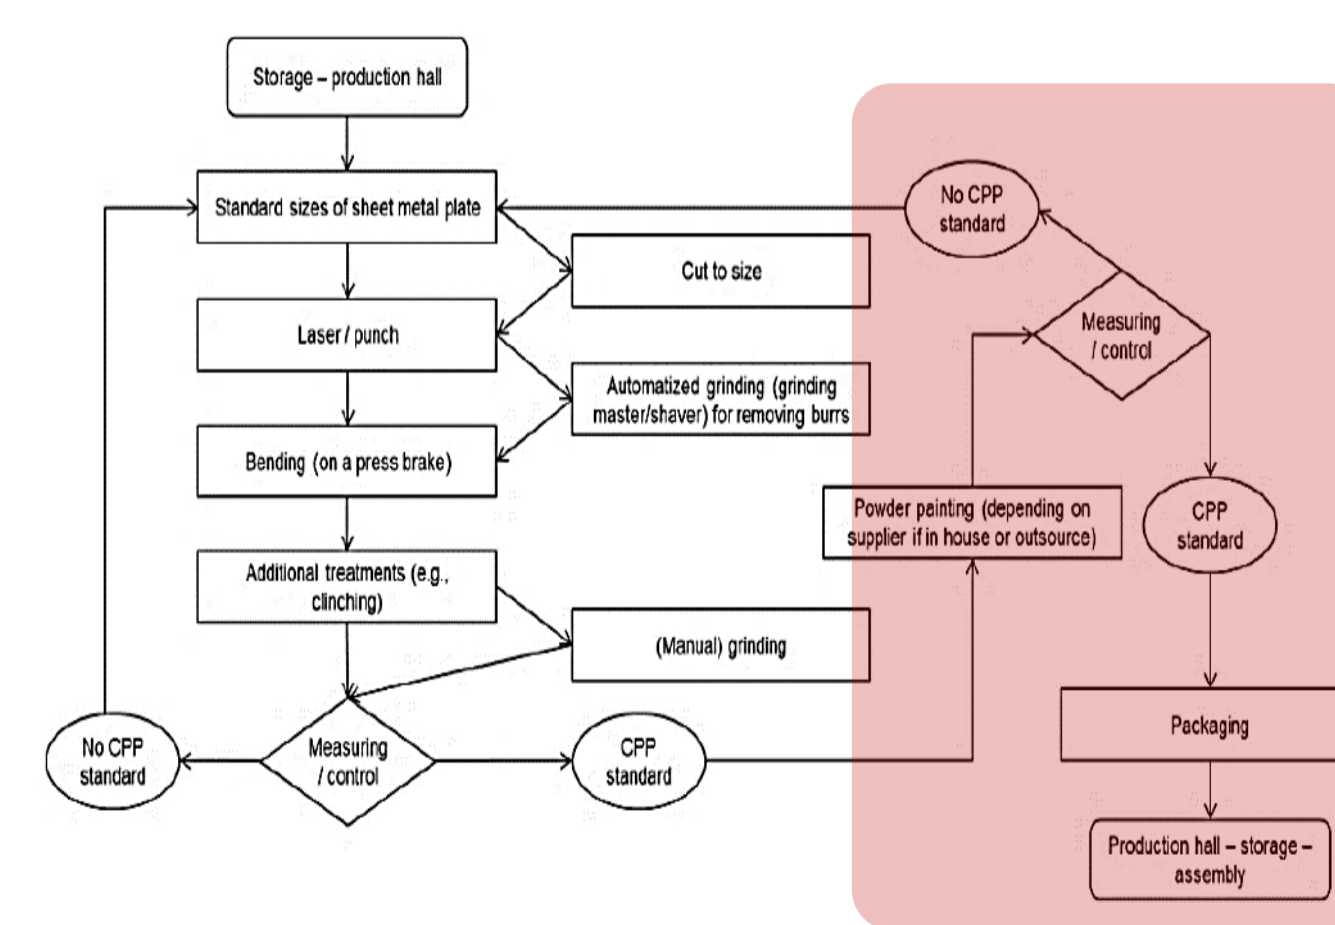 Storage – production hall
Standard sizes of sheet metal plate
No CPP
standard
Cut to size
Laser / punch
Measuring
/ control
Automatized grinding (grinding
master/shaver) for removing burrs
Bending (on a press brake)
Powder painting (depending on
supplier if in house or outsource)
CPP
standard
Additional treatments (e.g.,
clinching)
(Manual) grinding
No CPP
standard
Measuring
/ control
CPP
standard
Packaging
Production hall – storage –
assembly